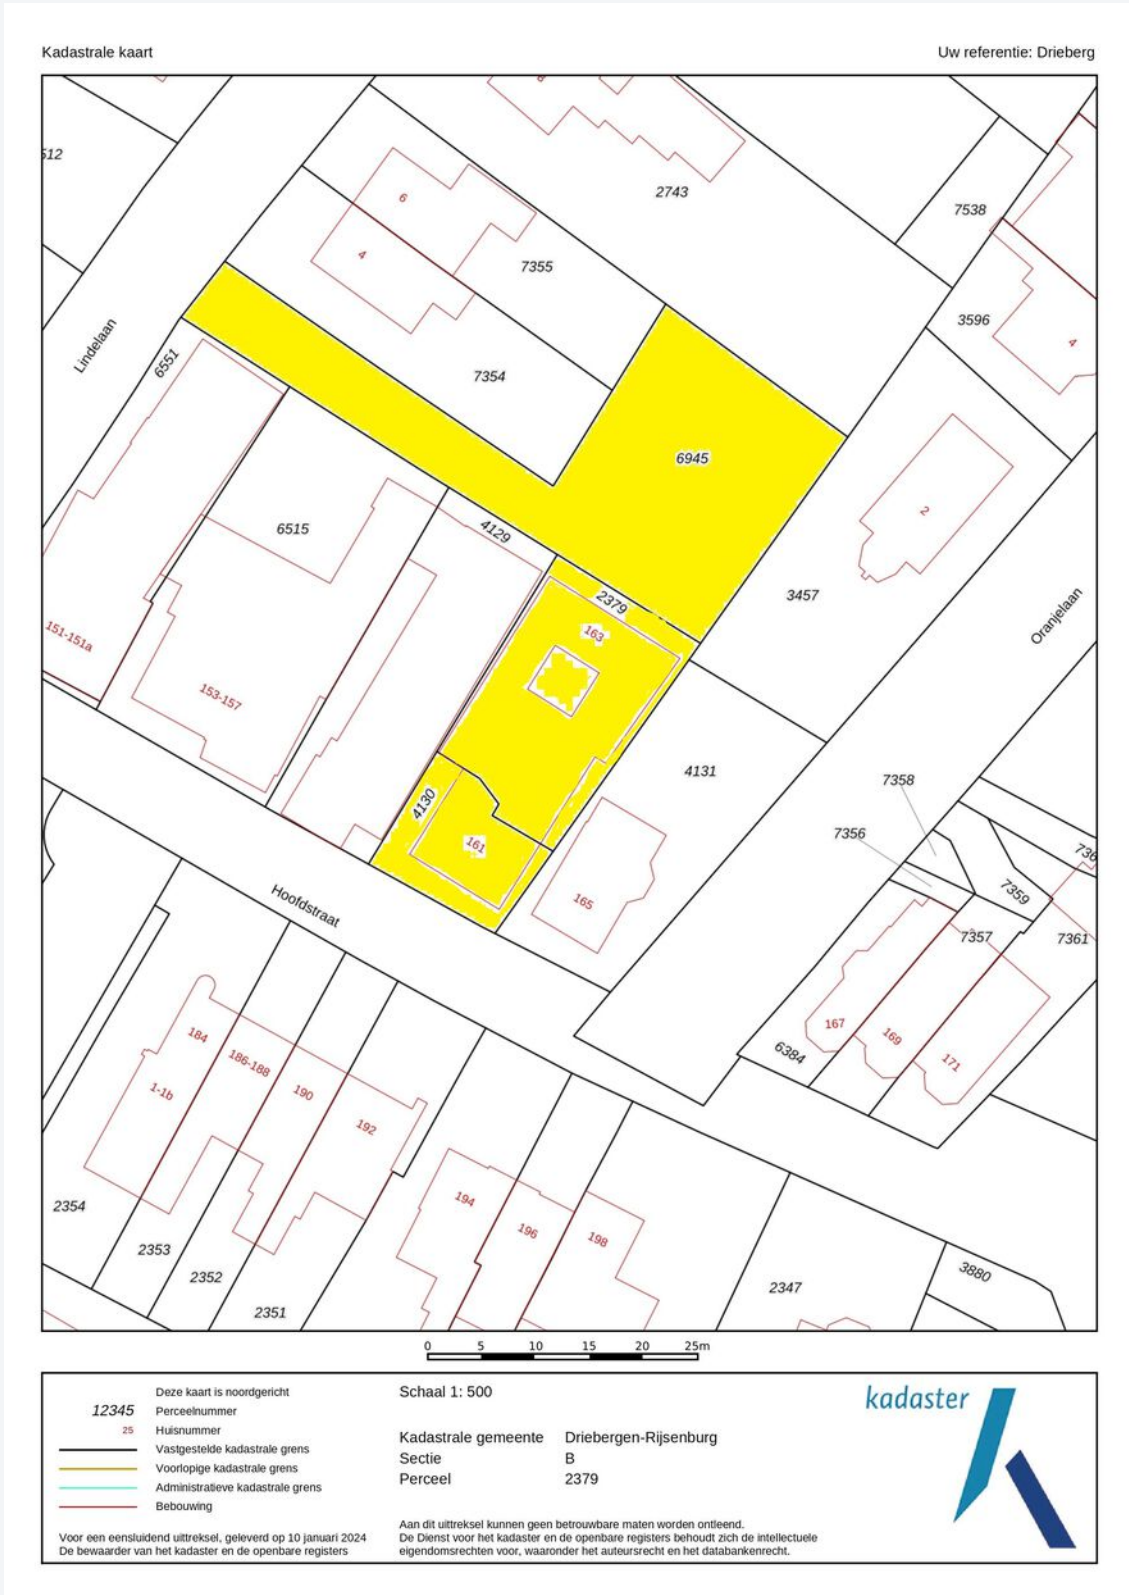 Kadastrale kaart
Uw referentie: Drieberg
512
2743
7538
6
4
7355
3596
4
Lindelaan
6551
7354
6945
2
6515
4129
3457
Oranjelaan
2379
163
151-151a
153-157
4131
7358
4130
7356
736
161
7359
165
Hoofdstraat
7357
7361
184
186-188
167
169
6384
171
1-1b
190
192
2354
194
196
198
2353
2352
2347
3880
2351
0 5 10 15 20 25m
Deze kaart is noordgericht
12345 Perceelnummer
25 Huisnummer
Vastgestelde kadastrale grens
Voorlopige kadastrale grens
Administratieve kadastrale grens
Bebouwing
Voor een eensluidend uittreksel, geleverd op 10 januari 2024
De bewaarder van het kadaster en de openbare registers
Schaal 1: 500
Kadastrale gemeente Driebergen-Rijsenburg
Sectie B
Perceel 2379
Aan dit uittreksel kunnen geen betrouwbare maten worden ontleend.
De Dienst voor het kadaster en de openbare registers behoudt zich de intellectuele
eigendomsrechten voor, waaronder het auteursrecht en het databankenrecht.
kadaster